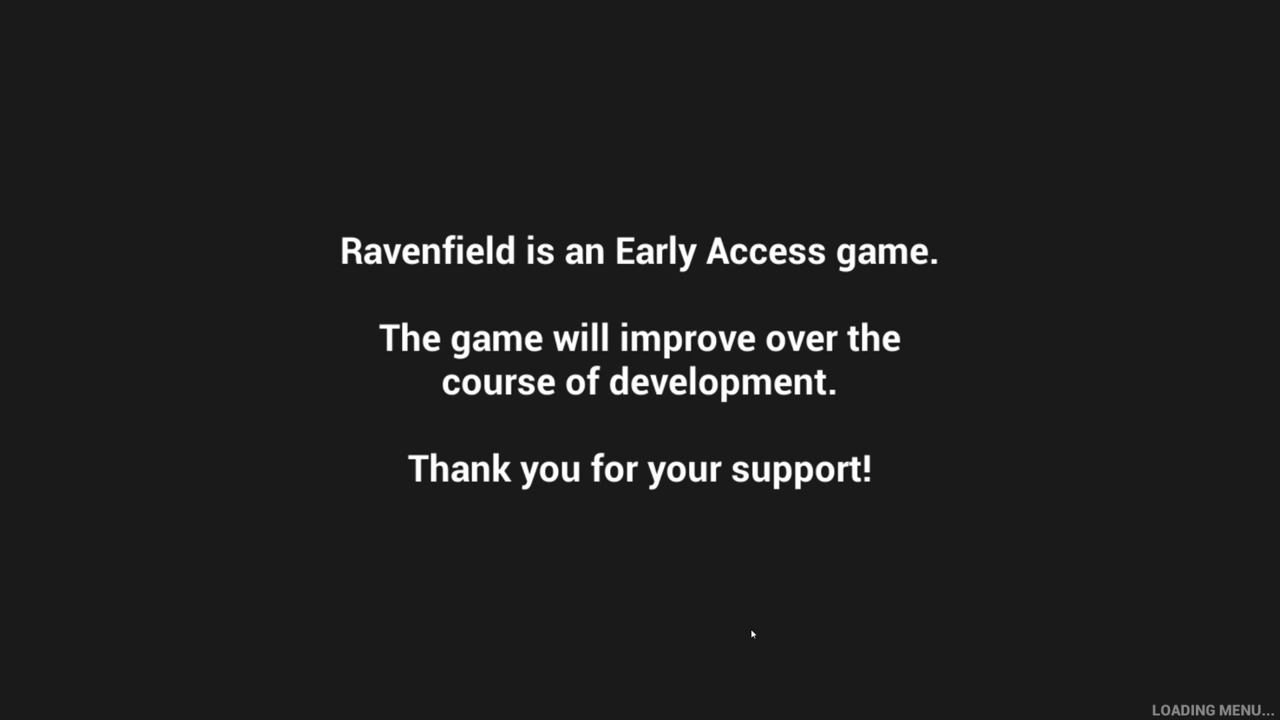 Ravenfield is an Early Access game.
The game will improve over the
course of development.
Thank you for your support!
LOADING MENU...